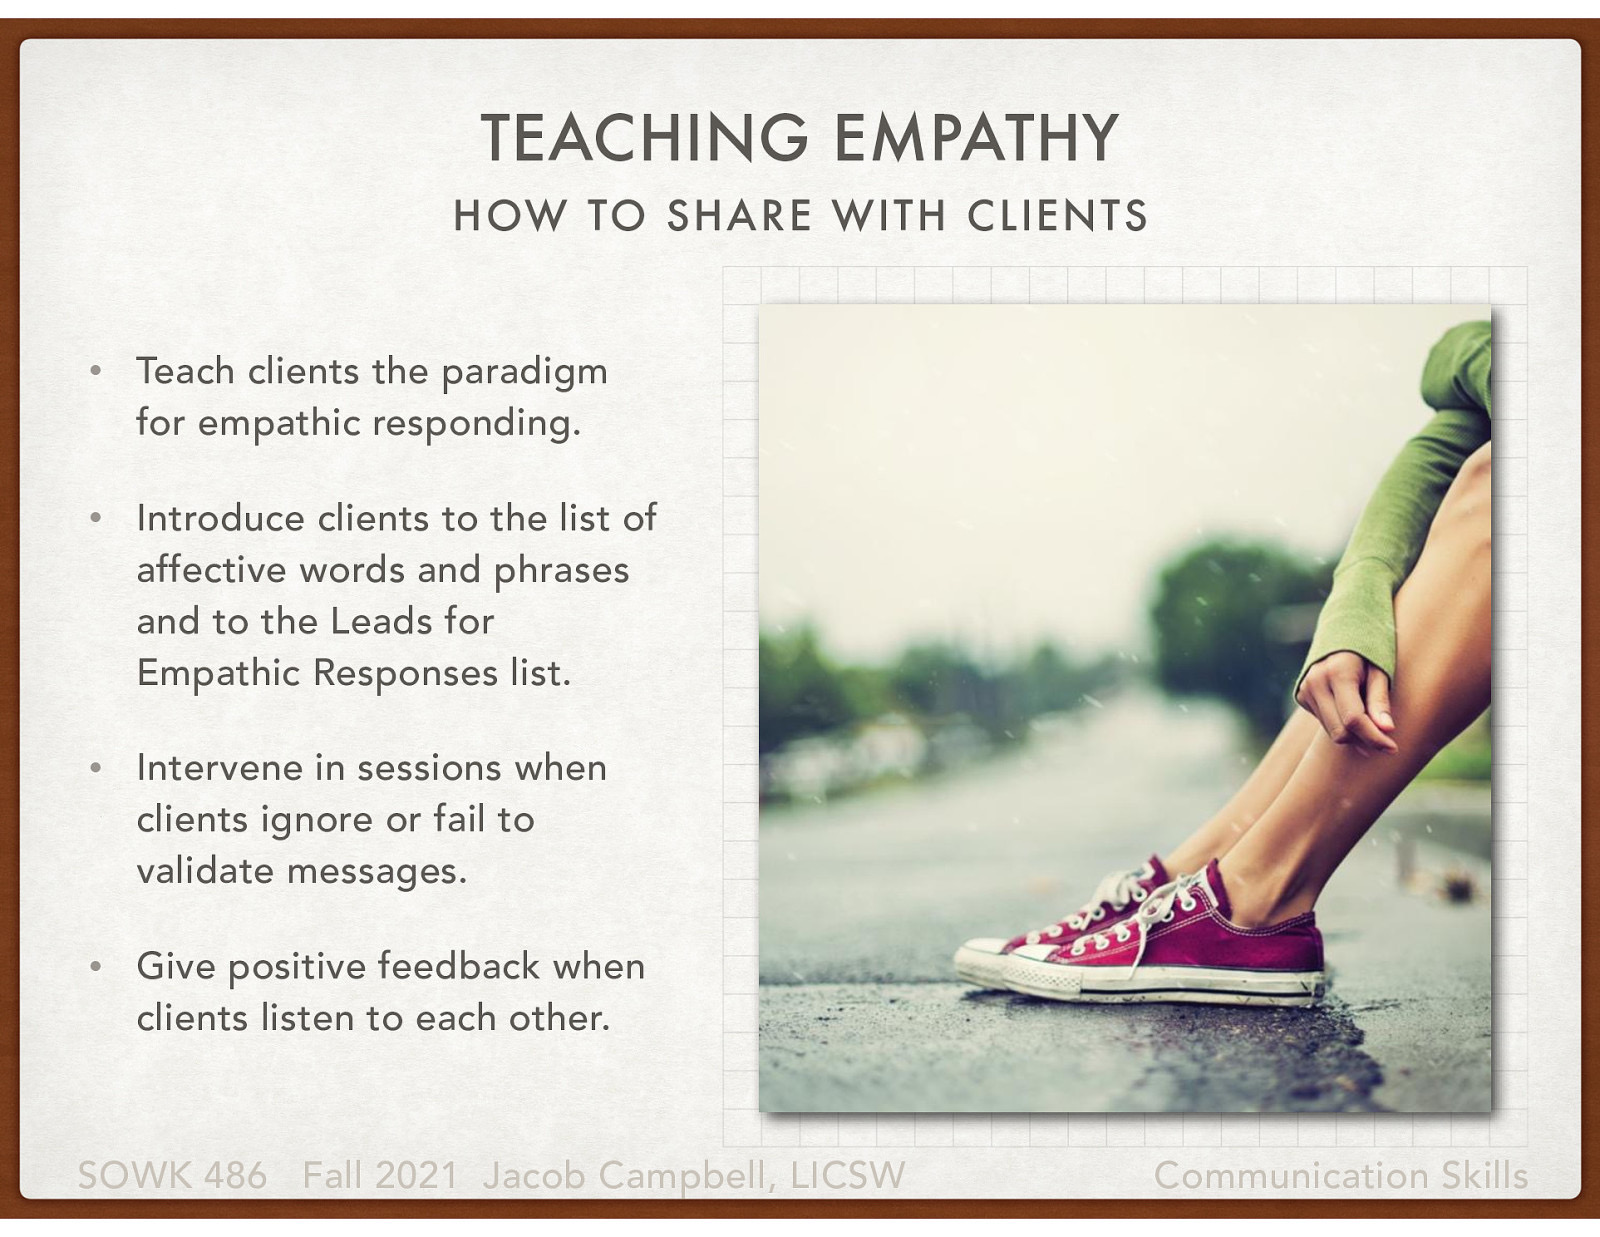 TEACHING EMPATHY
HOW TO SHARE WITH CLIENTS
• Teach clients the paradigm
for empathic responding.
• Introduce clients to the list of
affective words and phrases
and to the Leads for
Empathic Responses list.
• Intervene in sessions when
clients ignore or fail to
validate messages.
• Give positive feedback when
clients listen to each other.
SOWK 486 Fall 2021 Jacob Campbell, LICSW Communication Skills